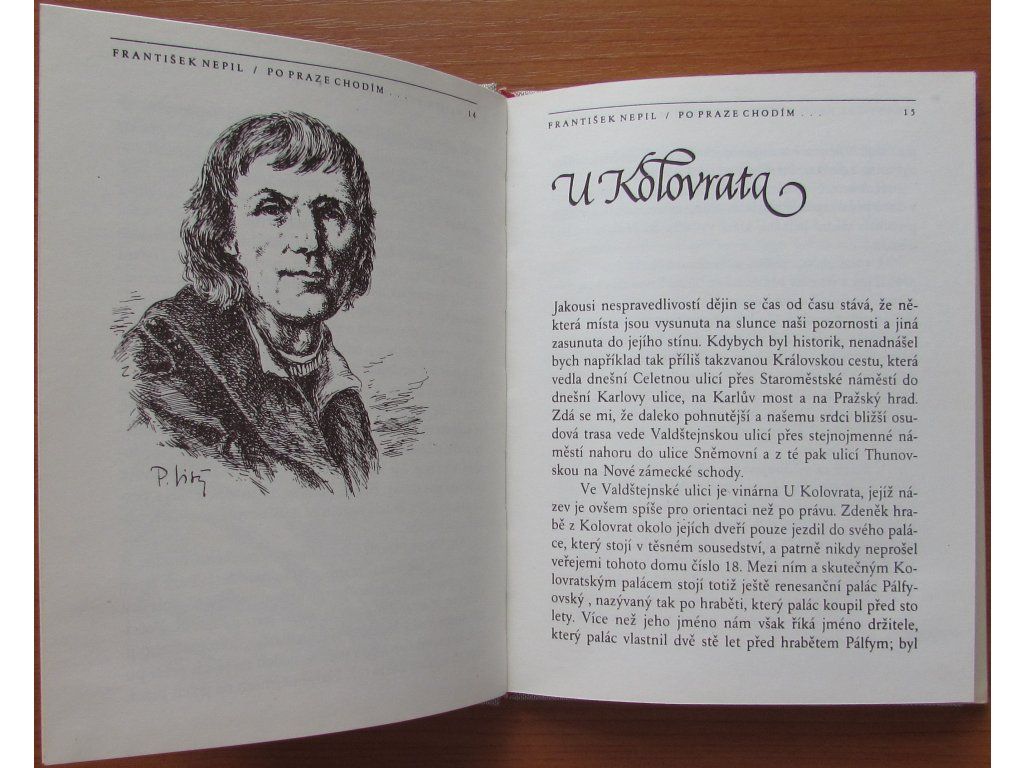 FRANTIŠEK NEPIL / PO PRAZE CHODÍM . . .
14
FRANTIŠEK NEPIL / PO PRAZE CHODÍM . . .
15
U Kolovrata
Jakousi nespravedlivostí dějin se čas od času stává, že ně-
která místa jsou vysunuta na slunce naši pozornosti a jiná
zasunuta do jejího stínu. Kdybych byl historik, nenadnášel
bych například tak příliš takzvanou Královskou cestu, která
vedla dnešní Celetnou ulicí přes Staroměstské náměstí do
dnešní Karlovy ulice, na Karlův most a na Pražský hrad.
Zdá se mi, že daleko pohnutější a našemu srdci bližší osu-
dová trasa vede Valdštejnskou ulicí přes stejnojmenné ná-
městí nahoru do ulice Sněmovní a z té pak ulicí Thunov-
skou na Nové zámecké schody.
Ve Valdštejnské ulici je vinárna U Kolovrata, jejíž ná-
zev je ovšem spíše pro orientaci než po právu. Zdeněk hra-
bě z Kolovrat okolo jejích dveří pouze jezdil do svého palá-
ce, který stojí v těsném sousedství, a patrně nikdy neprošel
veřejemi tohoto domu číslo 18. Mezi ním a skutečným Ko-
lovratským palácem stojí totiž ještě renesanční palác Pálfy-
ovský , nazývaný tak po hraběti, který palác koupil před sto
lety. Více než jeho jméno nám však říká jméno držitele,
který palác vlastnil dvě stě let před hrabětem Pálfym; byl